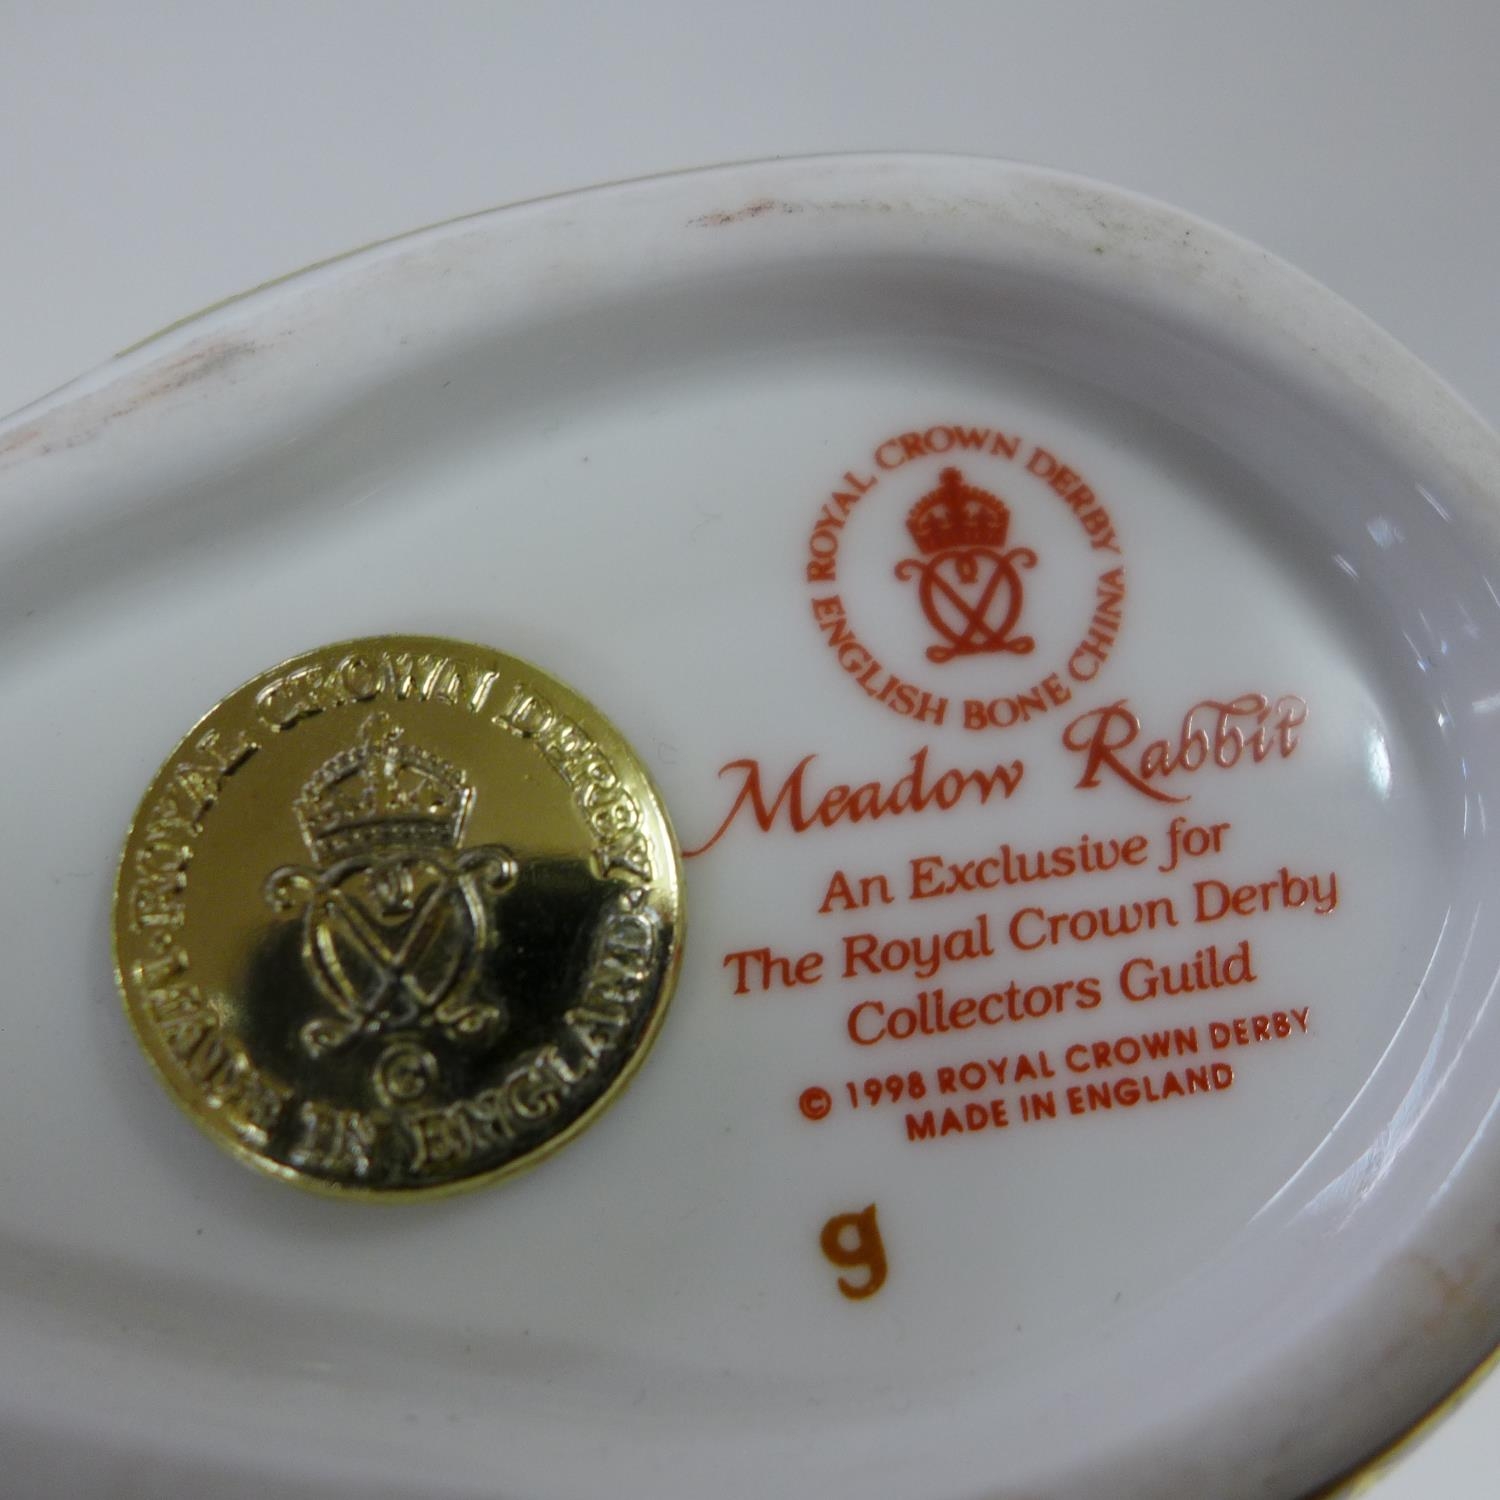 ROYAL CROWN DERBY
ENGLISH BONE CHINA
Meadow Rabbit
An Exclusive for
The Royal Crown Derby
Collectors Guild
© 1998 ROYAL CROWN DERBY
MADE IN ENGLAND
g
ROYAL CROWN DERBY
MADE IN ENGLAND
©